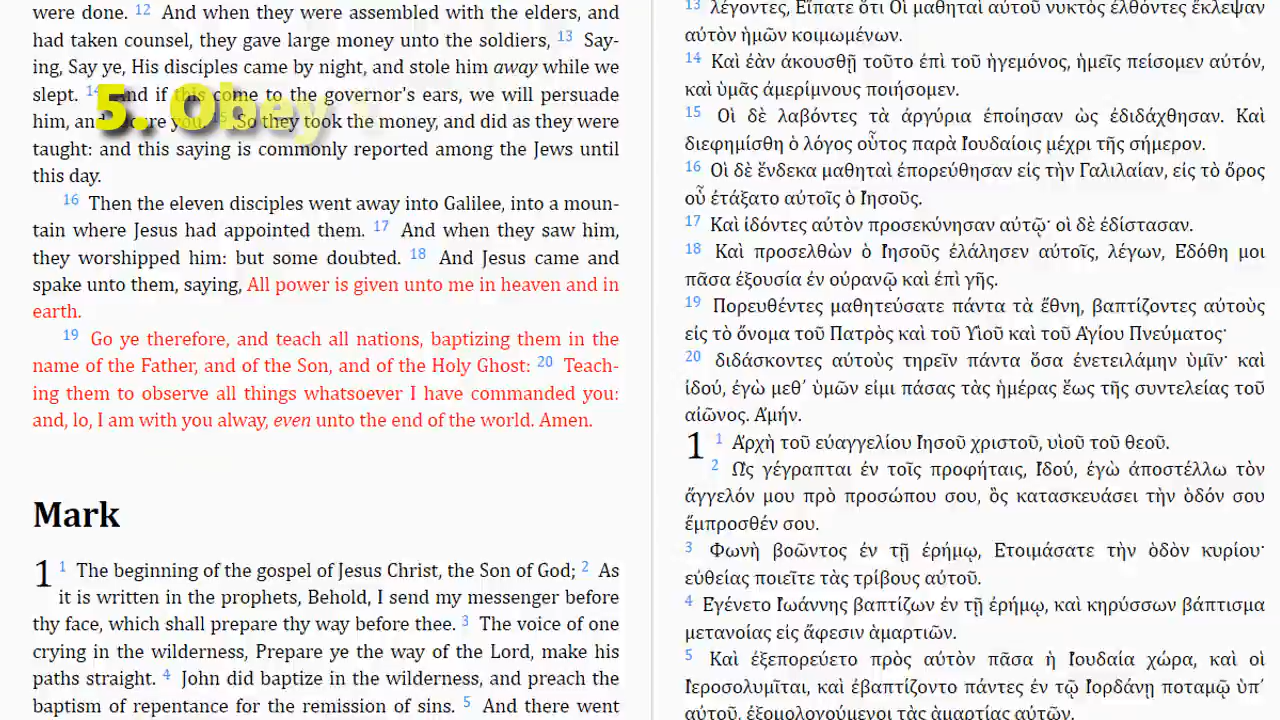 were done. 12 And when they were assembled with the elders, and
had taken counsel, they gave large money unto the soldiers, 13 Say-
ing, Say ye, His disciples came by night, and stole him away while we
slept. 14 And if this come to the governor's ears, we will persuade
him, and secure you. 15 So they took the money, and did as they were
taught: and this saying is commonly reported among the Jews until
this day.
5. Obey
16 Then the eleven disciples went away into Galilee, into a moun-
tain where Jesus had appointed them. 17 And when they saw him,
they worshipped him: but some doubted. 18 And Jesus came and
spake unto them, saying, All power is given unto me in heaven and in
earth.
19 Go ye therefore, and teach all nations, baptizing them in the
name of the Father, and of the Son, and of the Holy Ghost: 20 Teach-
ing them to observe all things whatsoever I have commanded you:
and, lo, I am with you alway, even unto the end of the world. Amen.
Mark
1 1 The beginning of the gospel of Jesus Christ, the Son of God; 2 As
it is written in the prophets, Behold, I send my messenger before
thy face, which shall prepare thy way before thee. 3 The voice of one
crying in the wilderness, Prepare ye the way of the Lord, make his
paths straight. 4 John did baptize in the wilderness, and preach the
baptism of repentance for the remission of sins. 5 And there went
13 λέγοντες, Εἴπατε ὅτι Οἱ μαθηταὶ αὐτοῦ νυκτὸς ἐλθόντες ἔκλεψαν
αὐτὸν ἡμῶν κοιμωμένων.
14 Καὶ ἐὰν ἀκουσθῇ τοῦτο ἐπὶ τοῦ ἡγεμόνος, ἡμεῖς πείσομεν αὐτόν,
καὶ ὑμᾶς ἀμερίμνους ποιήσομεν.
15 Οἱ δὲ λαβόντες τὰ ἀργύρια ἐποίησαν ὡς ἐδιδάχθησαν. Καὶ
διεφημίσθη ὁ λόγος οὗτος παρὰ Ἰουδαίοις μέχρι τῆς σήμερον.
16 Οἱ δὲ ἕνδεκα μαθηταὶ ἐπορεύθησαν εἰς τὴν Γαλιλαίαν, εἰς τὸ ὄρος
οὗ ἐτάξατο αὐτοῖς ὁ Ἰησοῦς.
17 Καὶ ἰδόντες αὐτὸν προσεκύνησαν αὐτῷ· οἱ δὲ ἐδίστασαν.
18 Καὶ προσελθὼν ὁ Ἰησοῦς ἐλάλησεν αὐτοῖς, λέγων, Ἐδόθη μοι
πᾶσα ἐξουσία ἐν οὐρανῷ καὶ ἐπὶ γῆς.
19 Πορευθέντες μαθητεύσατε πάντα τὰ ἔθνη, βαπτίζοντες αὐτοὺς
εἰς τὸ ὄνομα τοῦ Πατρὸς καὶ τοῦ Υἱοῦ καὶ τοῦ Ἁγίου Πνεύματος·
20 διδάσκοντες αὐτοὺς τηρεῖν πάντα ὅσα ἐνετειλάμην ὑμῖν· καὶ
ἰδού, ἐγὼ μεθ’ ὑμῶν εἰμι πάσας τὰς ἡμέρας ἕως τῆς συντελείας τοῦ
αἰῶνος. Ἀμήν.
1 1 Ἀρχὴ τοῦ εὐαγγελίου Ἰησοῦ χριστοῦ, υἱοῦ τοῦ θεοῦ.
2 Ὡς γέγραπται ἐν τοῖς προφήταις, Ἰδού, ἐγὼ ἀποστέλλω τὸν
ἄγγελόν μου πρὸ προσώπου σου, ὃς κατασκευάσει τὴν ὁδόν σου
ἔμπροσθέν σου.
3 Φωνὴ βοῶντος ἐν τῇ ἐρήμῳ, Ἑτοιμάσατε τὴν ὁδὸν κυρίου·
εὐθείας ποιεῖτε τὰς τρίβους αὐτοῦ.
4 Ἐγένετο Ἰωάννης βαπτίζων ἐν τῇ ἐρήμῳ, καὶ κηρύσσων βάπτισμα
μετανοίας εἰς ἄφεσιν ἁμαρτιῶν.
5 Καὶ ἐξεπορεύετο πρὸς αὐτὸν πᾶσα ἡ Ἰουδαία χώρα, καὶ οἱ
Ἱεροσολυμῖται, καὶ ἐβαπτίζοντο πάντες ἐν τῷ Ἰορδάνῃ ποταμῷ ὑπ’
αὐτοῦ, ἐξομολογούμενοι τὰς ἁμαρτίας αὐτῶν.